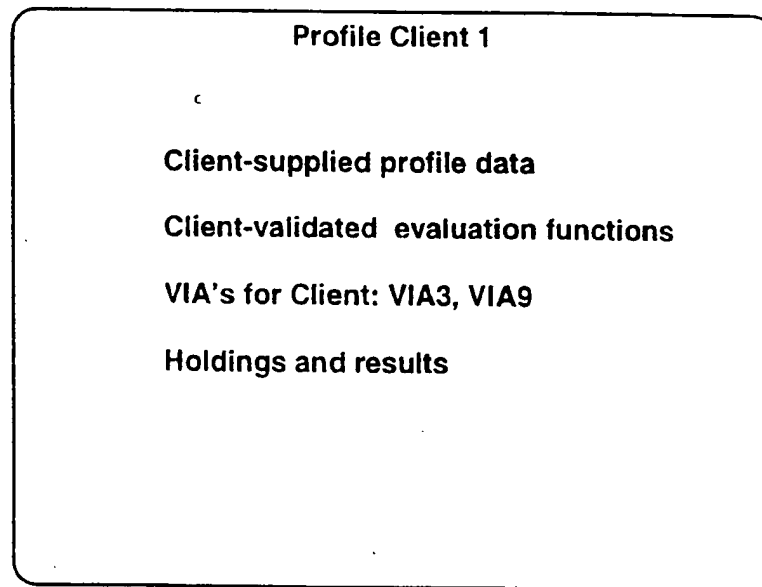 Profile Client 1
c
Client-supplied profile data
Client-validated evaluation functions
VIA's for Client: VIA3, VIA9
Holdings and results